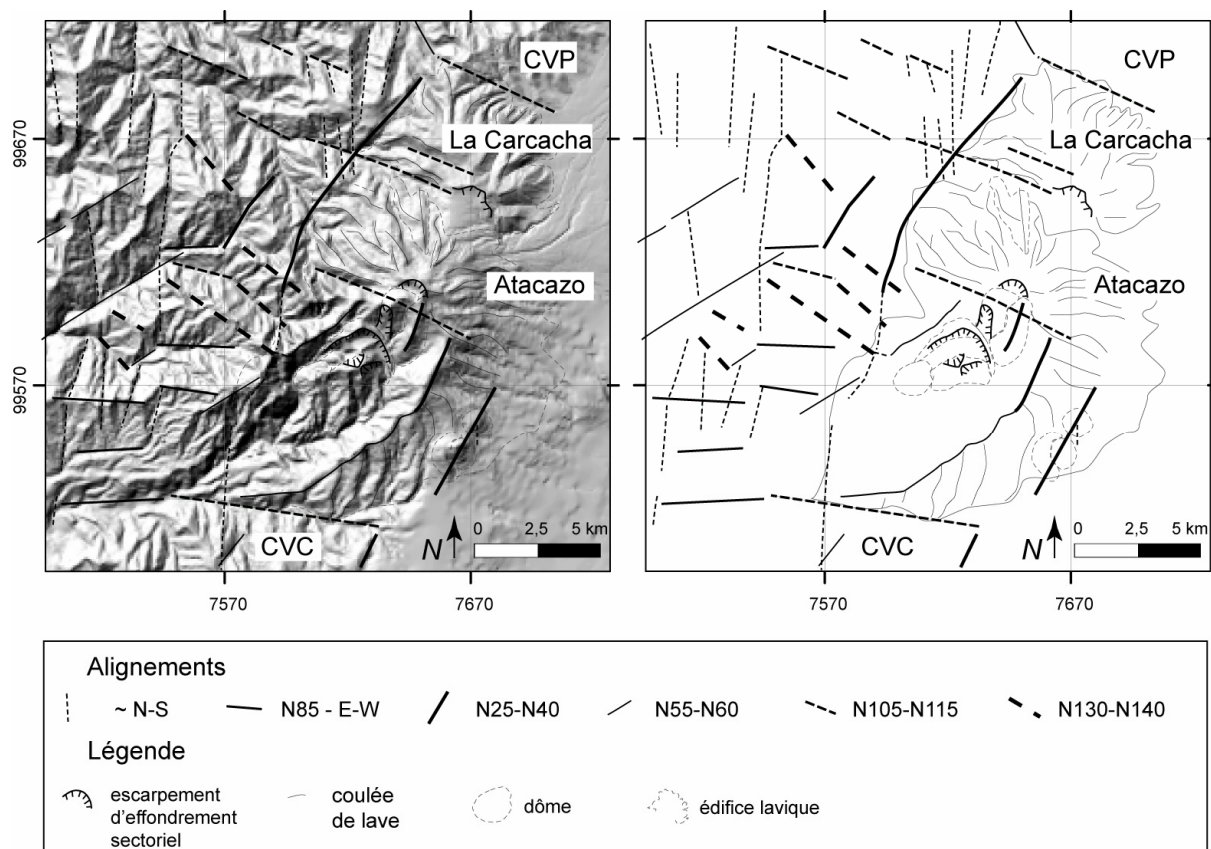 CVP
La Carcacha
Atacazo
CVC
N
0 2,5 5 km
99670
99570
7570 7670
CVP
La Carcacha
Atacazo
CVC
N
0 2,5 5 km
7570 7670
Alignements
~ N-S N85 - E-W N25-N40 N55-N60 N105-N115 N130-N140
Légende
escarpement
d'effondrement
sectoriel
coulée
de lave
dôme
édifice lavique